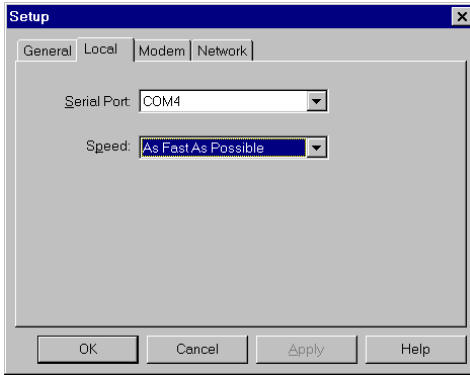 Setup
General Local Modem Network
Serial Port: COM4
Speed: As Fast As Possible
OK Cancel Apply Help